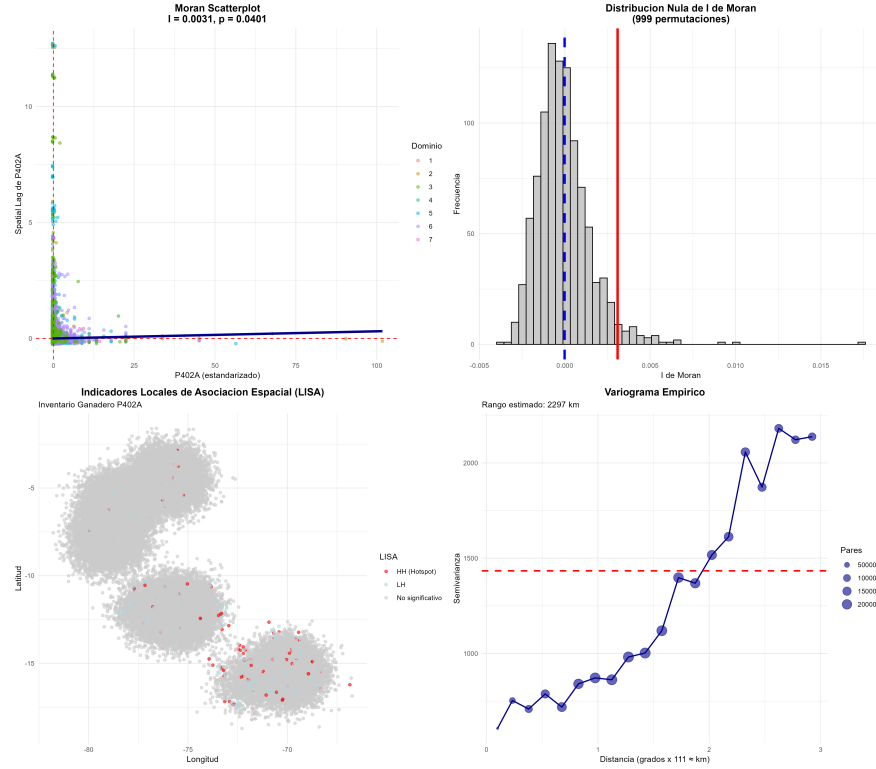 Moran Scatterplot
I = 0.0031, p = 0.0401
10
5
0
Spatial Lag de P402A
0
25
50
75
100
P402A (estandarizado)
Dominio
1
2
3
4
5
6
7
Distribucion Nula de I de Moran
(999 permutaciones)
100
50
0
Frecuencia
-0.005
0.000
0.005
0.010
0.015
I de Moran
Indicadores Locales de Asociacion Espacial (LISA)
Inventario Ganadero P402A
-5
-10
-15
Latitud
-80
-75
-70
Longitud
LISA
HH (Hotspot)
LH
No significativo
Variograma Empirico
Rango estimado: 2297 km
2000
1500
1000
Semivarianza
0
1
2
3
Distancia (grados x 111 ≈ km)
Pares
50000
10000
15000
20000